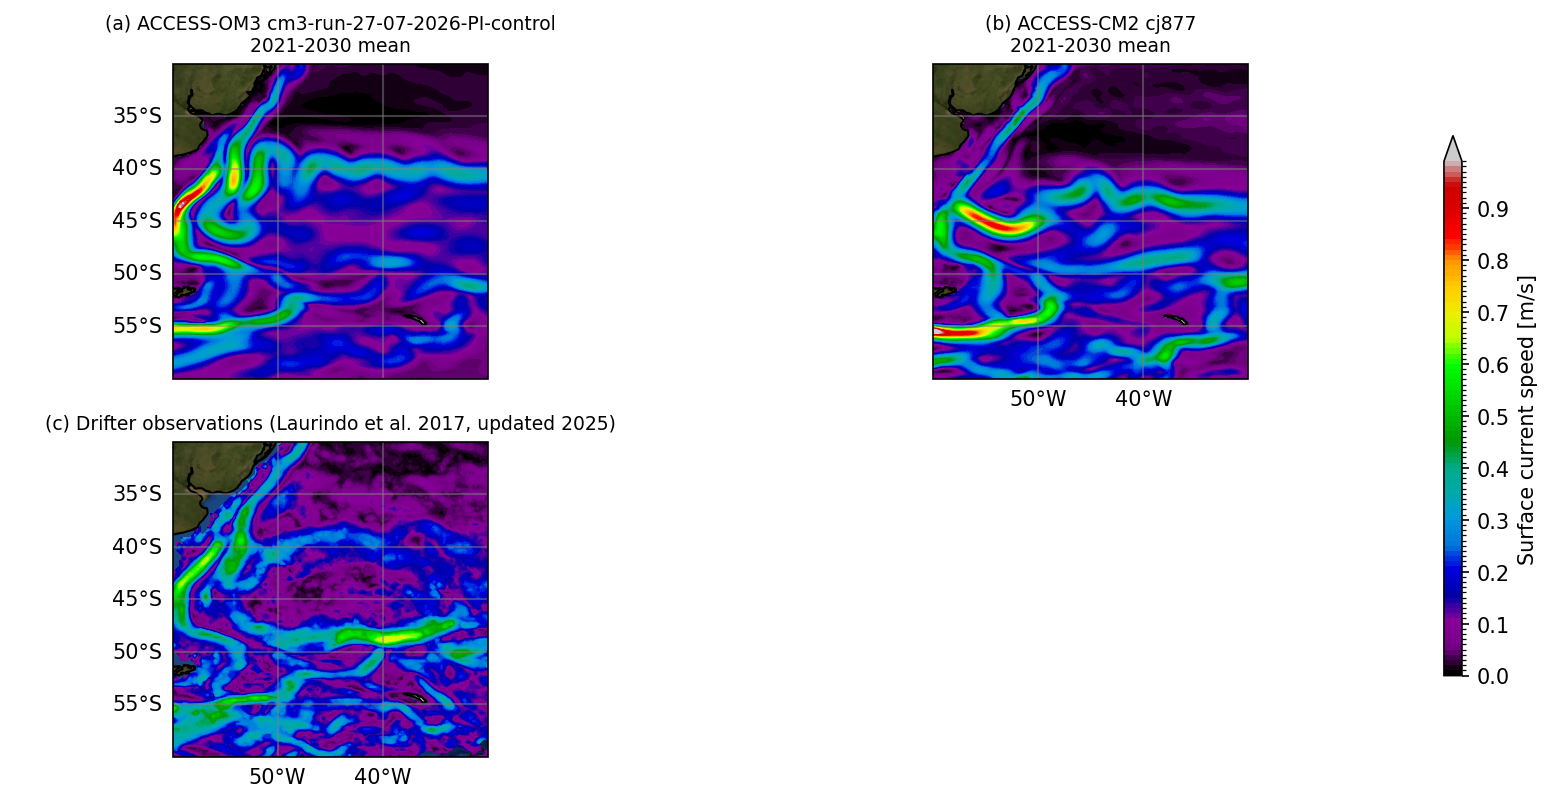 (a) ACCESS-OM3 cm3-run-27-07-2026-PI-control
2021-2030 mean
(b) ACCESS-CM2 cj877
2021-2030 mean
35°S
40°S
45°S
50°S
55°S
50°W
40°W
(c) Drifter observations (Laurindo et al. 2017, updated 2025)
35°S
40°S
45°S
50°S
55°S
50°W
40°W
0.9
0.8
0.7
0.6
0.5
0.4
0.3
0.2
0.1
0.0
Surface current speed [m/s]